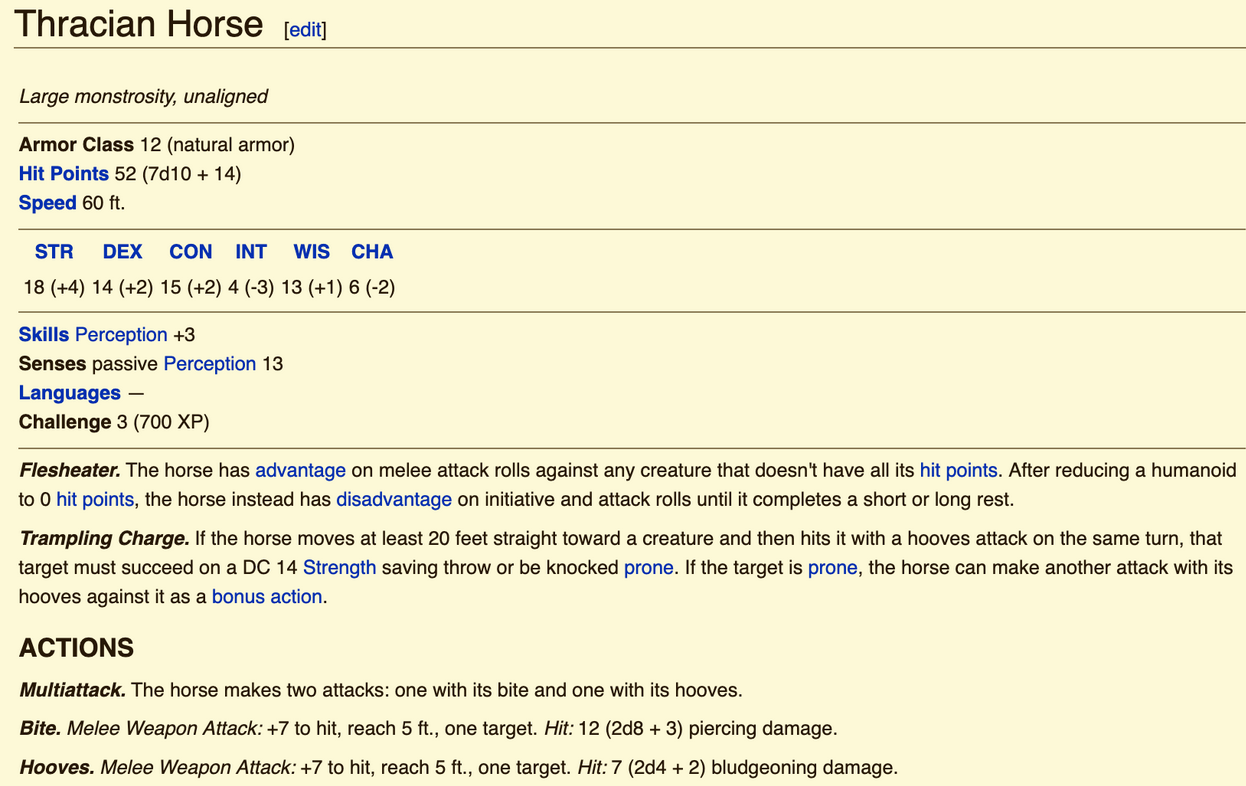 Thracian Horse [edit]
Large monstrosity, unaligned
Armor Class 12 (natural armor)
Hit Points 52 (7d10 + 14)
Speed 60 ft.
STR DEX CON INT WIS CHA
18 (+4) 14 (+2) 15 (+2) 4 (-3) 13 (+1) 6 (-2)
Skills Perception +3
Senses passive Perception 13
Languages —
Challenge 3 (700 XP)
Flesheater. The horse has advantage on melee attack rolls against any creature that doesn't have all its hit points. After reducing a humanoid
to 0 hit points, the horse instead has disadvantage on initiative and attack rolls until it completes a short or long rest.
Trampling Charge. If the horse moves at least 20 feet straight toward a creature and then hits it with a hooves attack on the same turn, that
target must succeed on a DC 14 Strength saving throw or be knocked prone. If the target is prone, the horse can make another attack with its
hooves against it as a bonus action.
ACTIONS
Multiattack. The horse makes two attacks: one with its bite and one with its hooves.
Bite. Melee Weapon Attack: +7 to hit, reach 5 ft., one target. Hit: 12 (2d8 + 3) piercing damage.
Hooves. Melee Weapon Attack: +7 to hit, reach 5 ft., one target. Hit: 7 (2d4 + 2) bludgeoning damage.